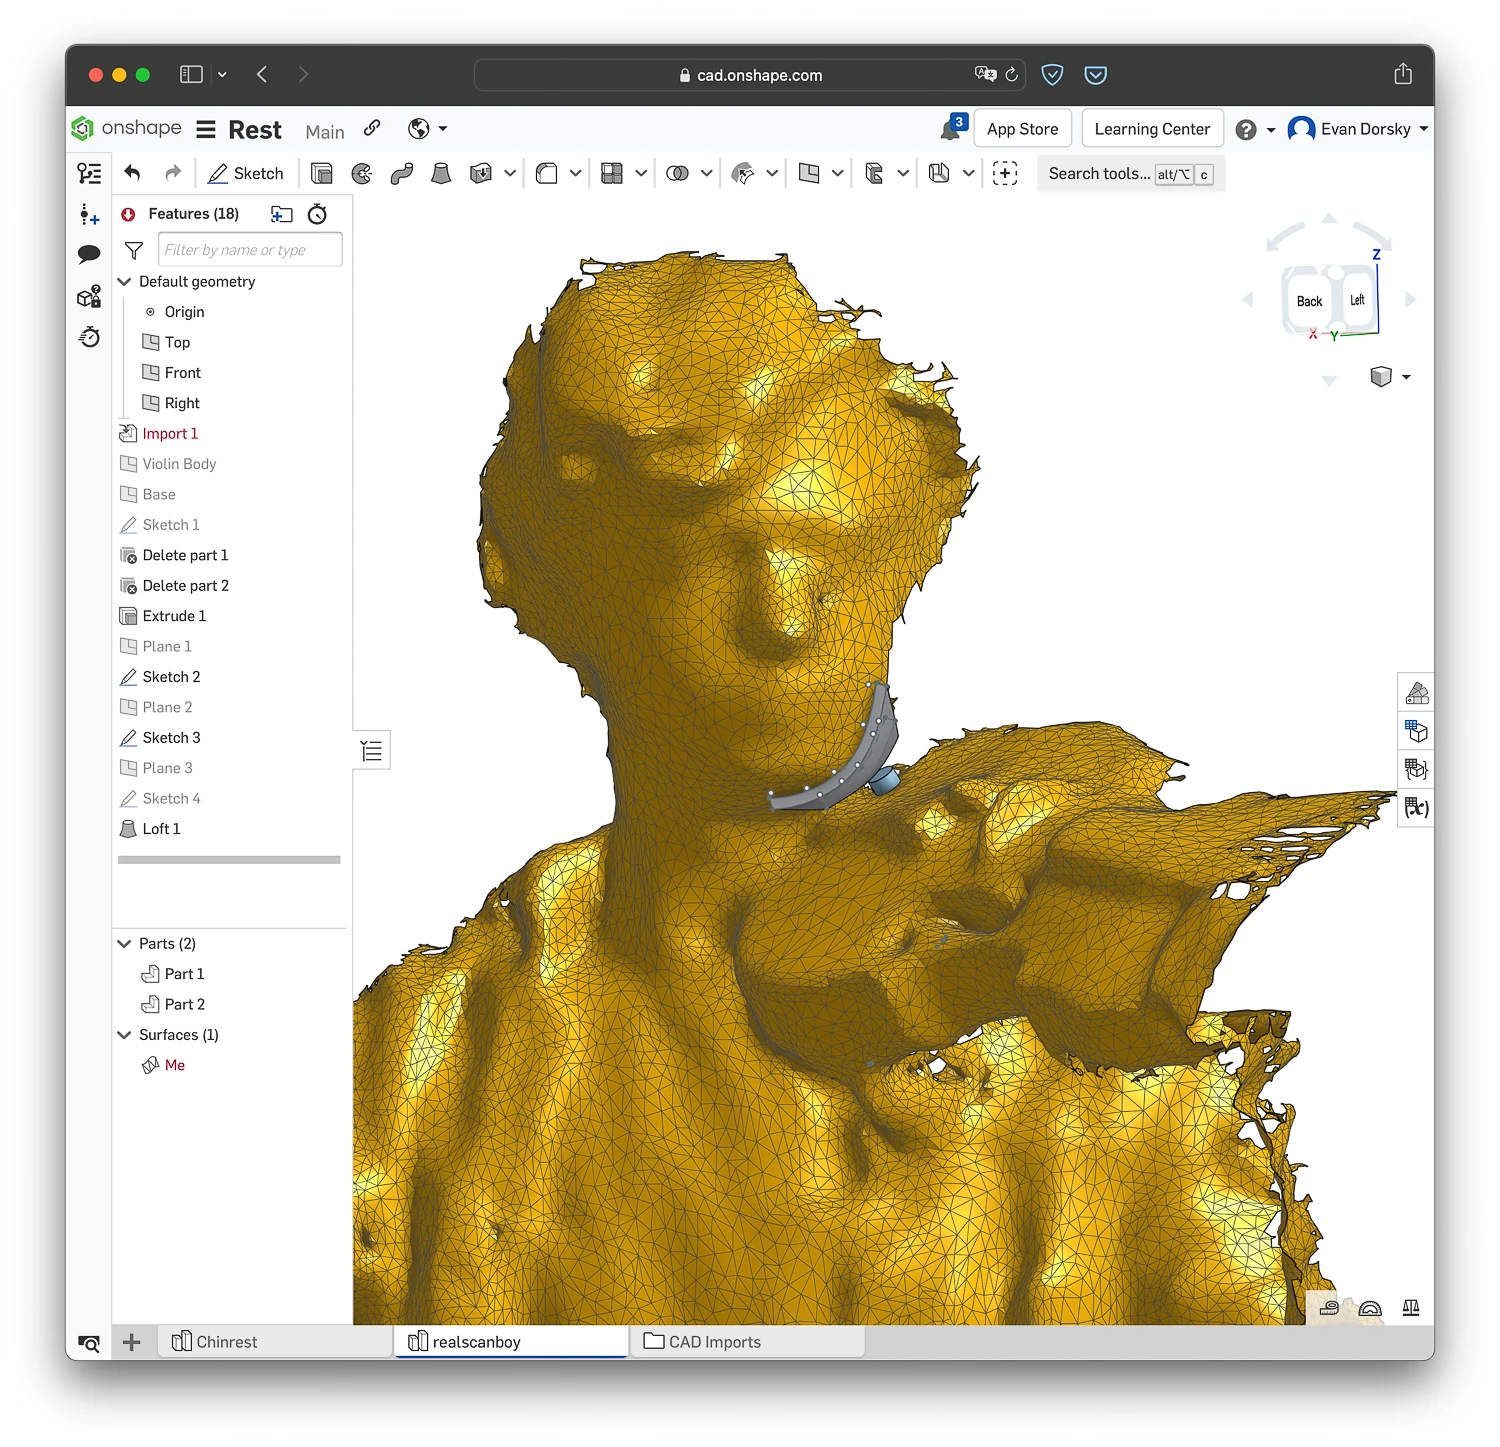 cad.onshape.com
onshape Rest Main 3 App Store Learning Center Evan Dorsky
Sketch Search tools... alt/⌥ c
Features (18)
Filter by name or type
Default geometry
Origin
Top
Front
Right
Import 1
Violin Body
Base
Sketch 1
Delete part 1
Delete part 2
Extrude 1
Plane 1
Sketch 2
Plane 2
Sketch 3
Plane 3
Sketch 4
Loft 1
Parts (2)
Part 1
Part 2
Surfaces (1)
Me
Z
Back Left
X Y
(x)
Chinrest realscanboy CAD Imports